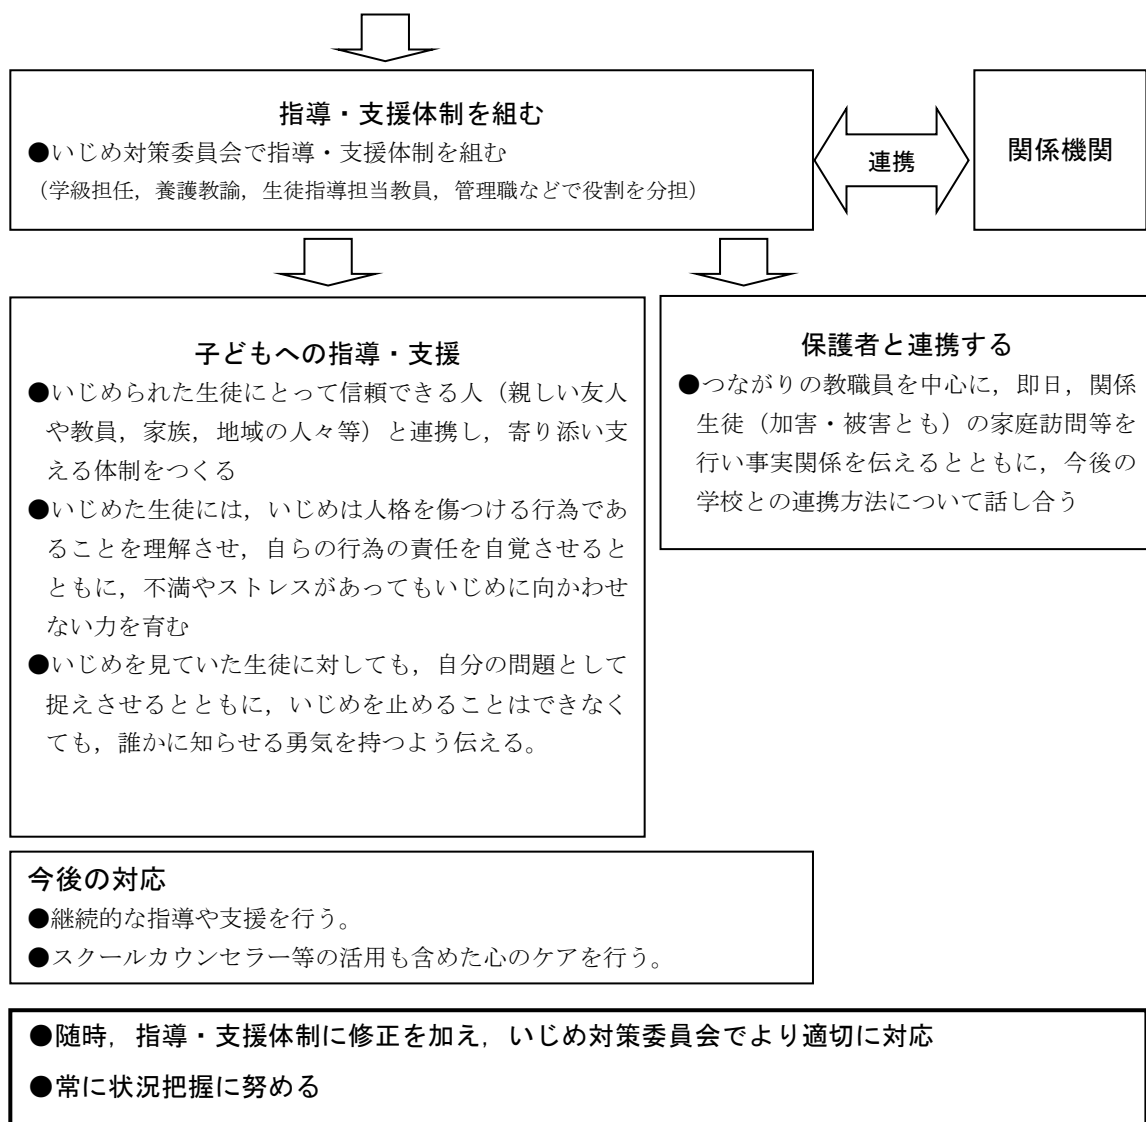 指導・支援体制を組む
●いじめ対策委員会で指導・支援体制を組む
（学級担任，養護教諭，生徒指導担当教員，管理職などで役割を分担）
連携
関係機関
子どもへの指導・支援
●いじめられた生徒にとって信頼できる人（親しい友人
や教員，家族，地域の人々等）と連携し，寄り添い支
える体制をつくる
●いじめた生徒には，いじめは人格を傷つける行為であ
ることを理解させ，自らの行為の責任を自覚させると
ともに，不満やストレスがあってもいじめに向かわせ
ない力を育む
●いじめを見ていた生徒に対しても，自分の問題として
捉えさせるとともに，いじめを止めることはできなく
ても，誰かに知らせる勇気を持つよう伝える。
保護者と連携する
●つながりの教職員を中心に，即日，関係
生徒（加害・被害とも）の家庭訪問等を
行い事実関係を伝えるとともに，今後の
学校との連携方法について話し合う
今後の対応
●継続的な指導や支援を行う。
●スクールカウンセラー等の活用も含めた心のケアを行う。
●随時，指導・支援体制に修正を加え，いじめ対策委員会でより適切に対応
●常に状況把握に努める